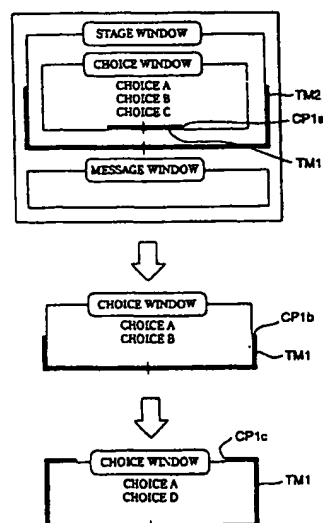 STAGE WINDOW
CHOICE WINDOW
CHOICE A
CHOICE B
CHOICE C
TM2
CP1a
TM1
MESSAGE WINDOW
CHOICE WINDOW
CHOICE A
CHOICE B
CP1b
TM1
CP1c
CHOICE WINDOW
CHOICE A
CHOICE D
TM1